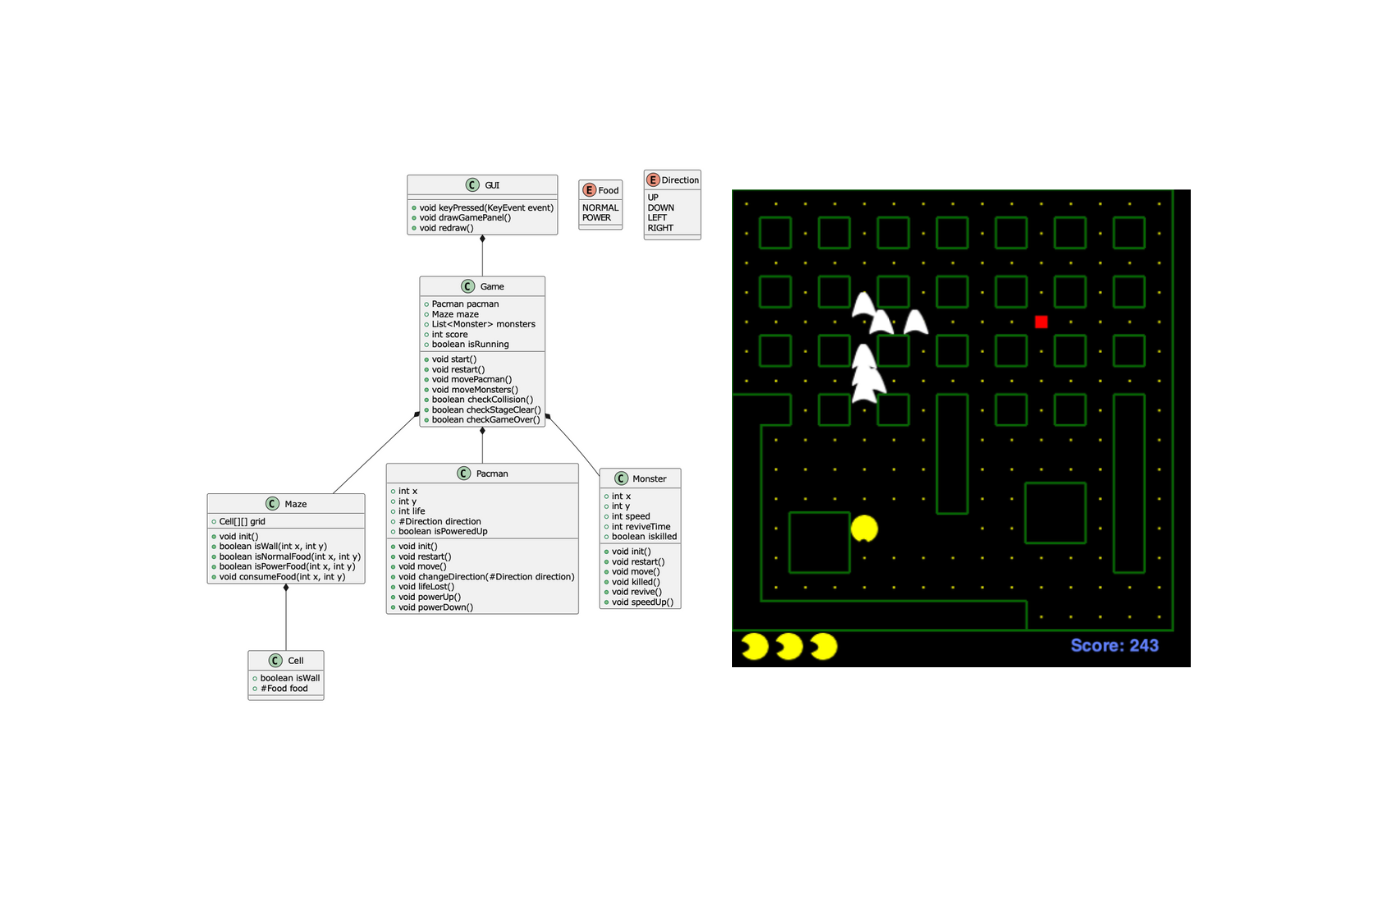 C GUI
void keyPressed(KeyEvent event)
void drawGamePanel()
void redraw()
E Food
NORMAL
POWER
E Direction
UP
DOWN
LEFT
RIGHT
C Game
Pacman pacman
Maze maze
List<Monster> monsters
int score
boolean isRunning
void start()
void restart()
void movePacman()
void moveMonsters()
boolean checkCollision()
boolean checkStageClear()
boolean checkGameOver()
C Maze
Cell[][] grid
void init()
boolean isWall(int x, int y)
boolean isNormalFood(int x, int y)
boolean isPowerFood(int x, int y)
void consumeFood(int x, int y)
C Pacman
int x
int y
int life
#Direction direction
boolean isPoweredUp
void init()
void restart()
void move()
void changeDirection(#Direction direction)
void lifeLost()
void powerUp()
void powerDown()
C Monster
int x
int y
int speed
int reviveTime
boolean iskilled
void init()
void restart()
void move()
void killed()
void revive()
void speedUp()
C Cell
boolean isWall
#Food food
Score: 243